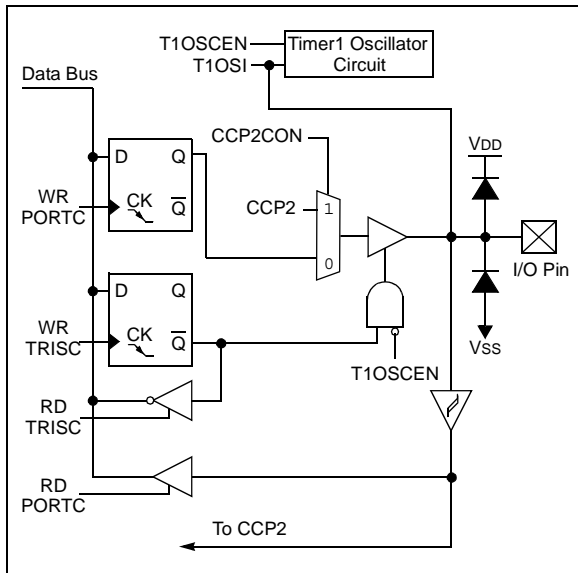 T1OSCEN
T1OSI
Timer1 Oscillator
Circuit
Data Bus
D Q
CK Q
WR
PORTC
CCP2CON
CCP2
1
0
VDD
I/O Pin
VSS
D Q
CK Q
WR
TRISC
T1OSCEN
RD
TRISC
RD
PORTC
To CCP2